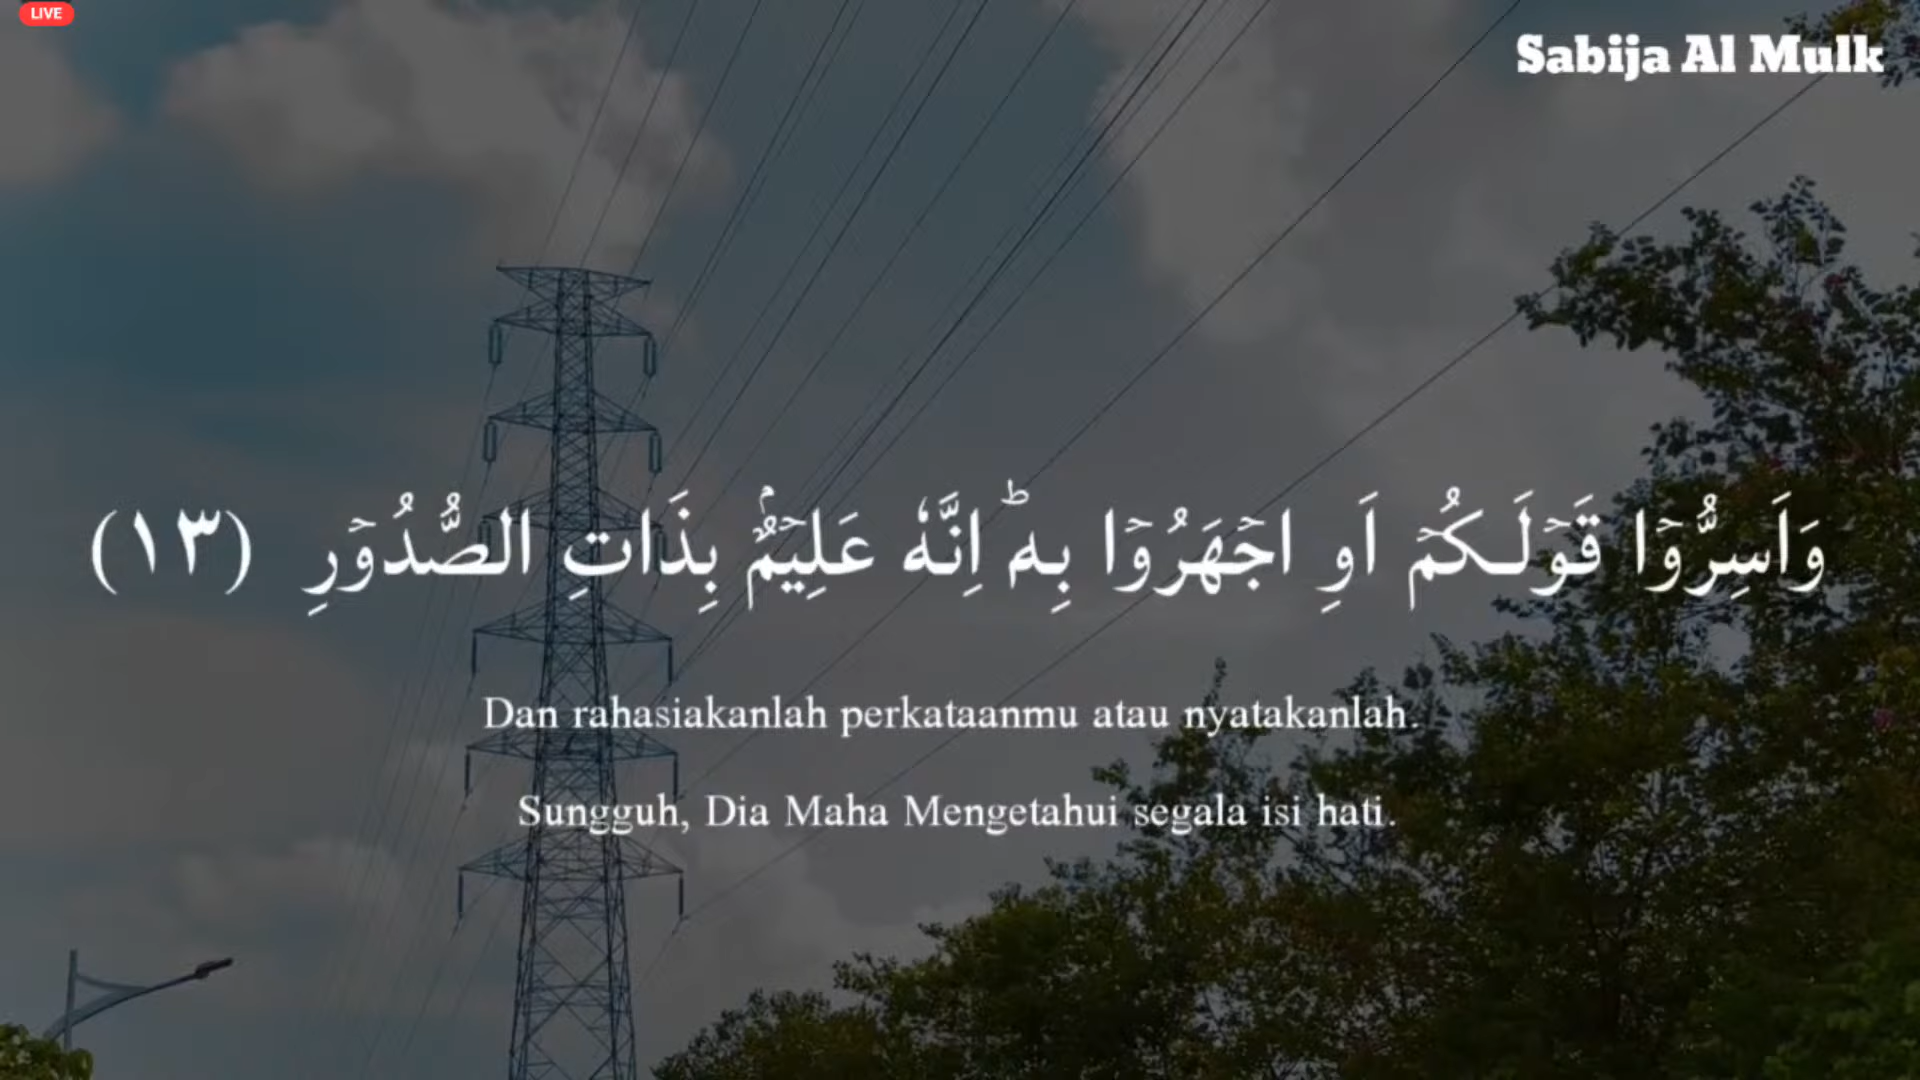 LIVE
Sabija Al Mulk
وَاَسِرُّوۡا قَوۡلَـكُمۡ اَوِ اجۡهَرُوۡا بِهٖؕ اِنَّهٗ عَلِيۡمٌۢ بِذَاتِ الصُّدُوۡرِ (١٣)
Dan rahasiakanlah perkataanmu atau nyatakanlah.
Sungguh, Dia Maha Mengetahui segala isi hati.